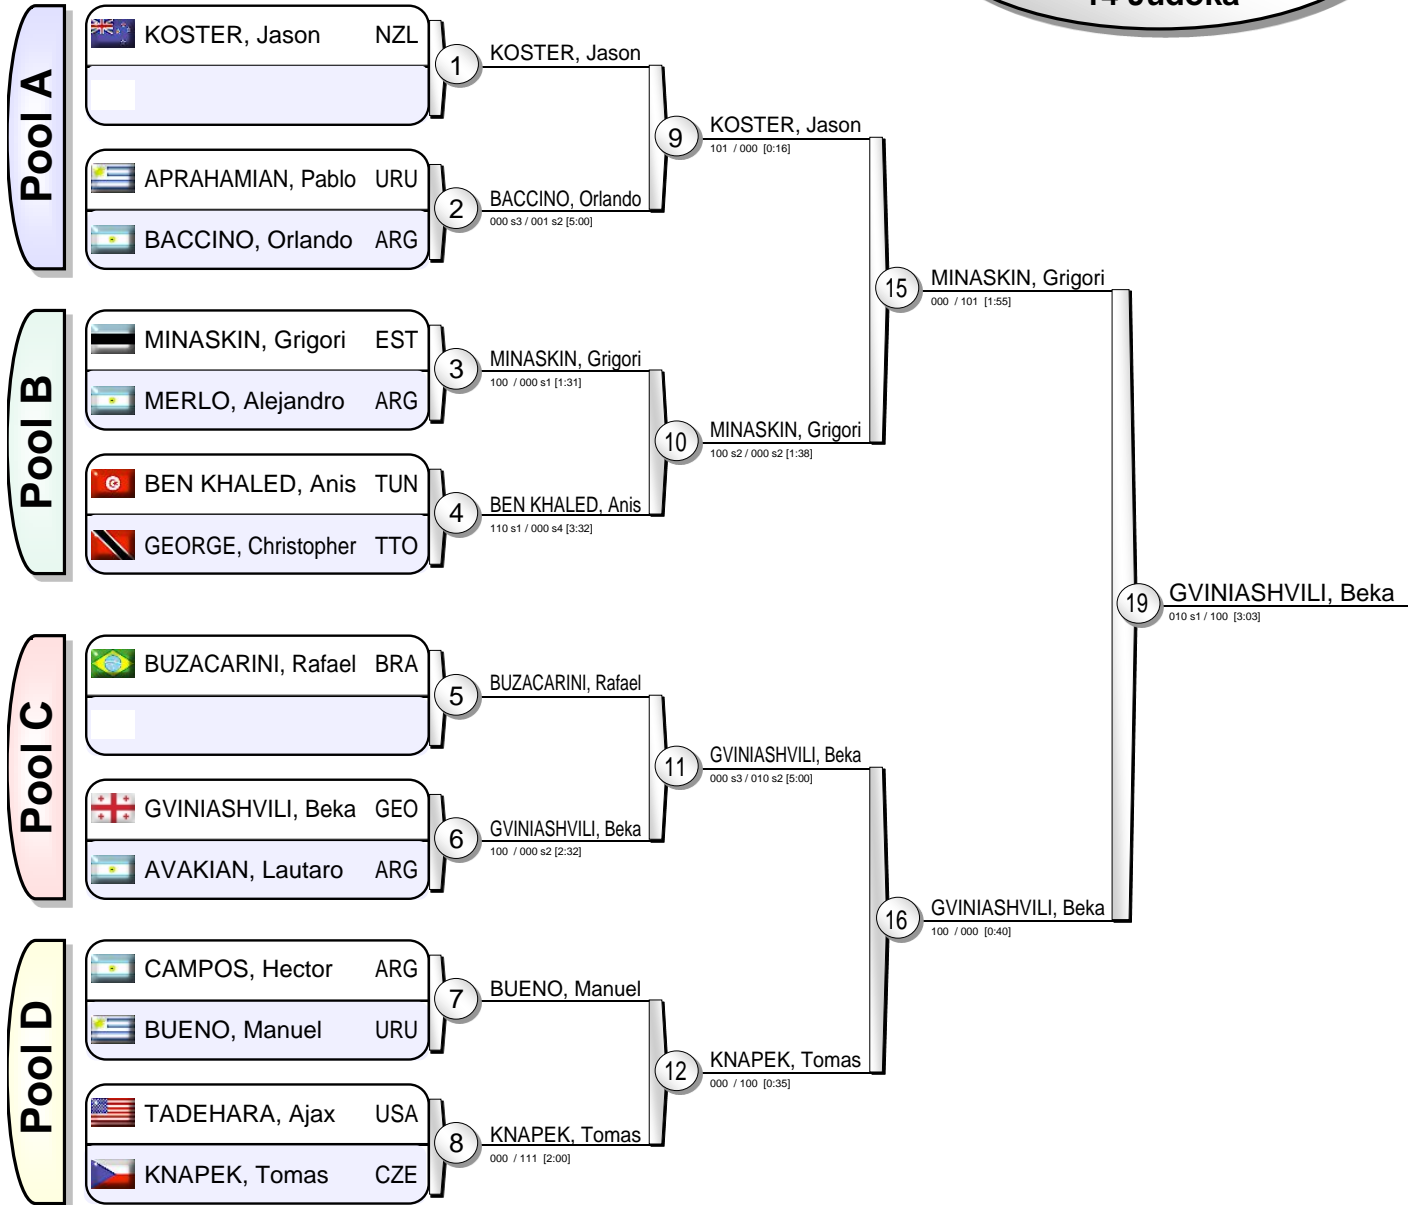 14 Judoka
Pool A
KOSTER, Jason NZL
1
KOSTER, Jason
APRAHAMIAN, Pablo URU
BACCINO, Orlando ARG
2
BACCINO, Orlando
000 s3 / 001 s2 [5:00]
9
KOSTER, Jason
101 / 000 [0:16]
Pool B
MINASKIN, Grigori EST
MERLO, Alejandro ARG
3
MINASKIN, Grigori
100 / 000 s1 [1:31]
BEN KHALED, Anis TUN
GEORGE, Christopher TTO
4
BEN KHALED, Anis
110 s1 / 000 s4 [3:32]
10
MINASKIN, Grigori
100 s2 / 000 s2 [1:38]
15
MINASKIN, Grigori
000 / 101 [1:55]
Pool C
BUZACARINI, Rafael BRA
5
BUZACARINI, Rafael
GVINIASHVILI, Beka GEO
AVAKIAN, Lautaro ARG
6
GVINIASHVILI, Beka
100 / 000 s2 [2:32]
11
GVINIASHVILI, Beka
000 s3 / 010 s2 [5:00]
Pool D
CAMPOS, Hector ARG
BUENO, Manuel URU
7
BUENO, Manuel
TADEHARA, Ajax USA
KNAPEK, Tomas CZE
8
KNAPEK, Tomas
000 / 111 [2:00]
12
KNAPEK, Tomas
000 / 100 [0:35]
16
GVINIASHVILI, Beka
100 / 000 [0:40]
19
GVINIASHVILI, Beka
010 s1 / 100 [3:03]